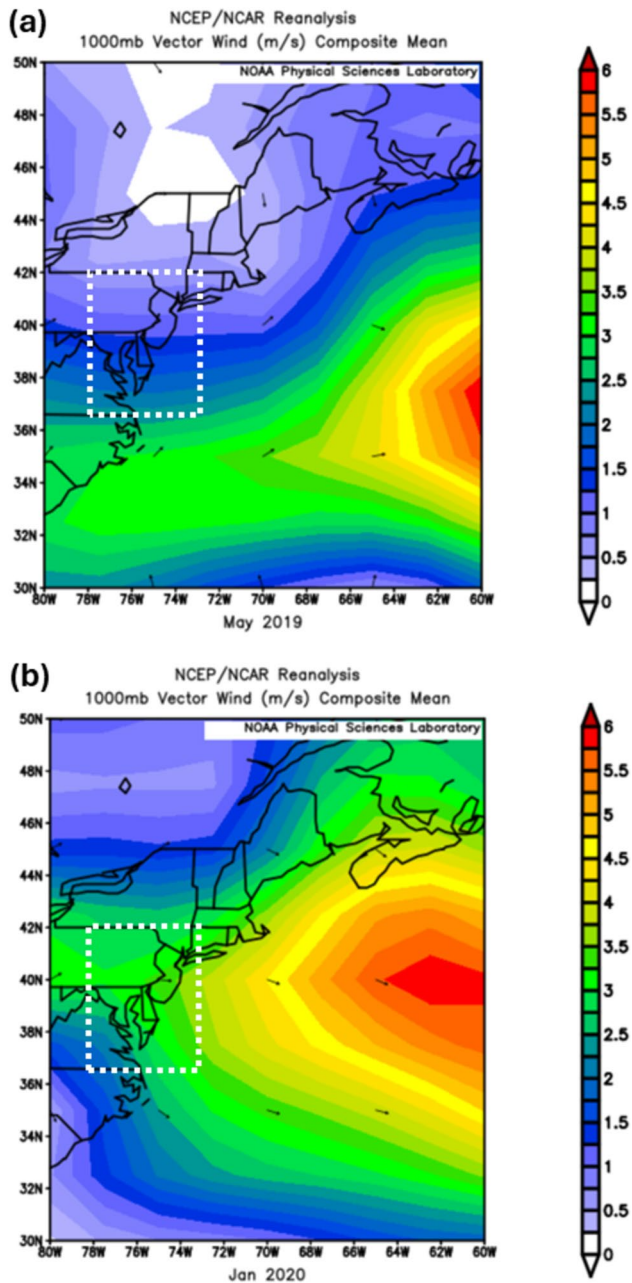 (a)
NCEP/NCAR Reanalysis
1000mb Vector Wind (m/s) Composite Mean
NOAA Physical Sciences Laboratory
50N
48N
46N
44N
42N
40N
38N
36N
34N
32N
30N
80W 78W 76W 74W 72W 70W 68W 66W 64W 62W 60W
May 2019
6
5.5
5
4.5
4
3.5
3
2.5
2
1.5
1
0.5
0
(b)
NCEP/NCAR Reanalysis
1000mb Vector Wind (m/s) Composite Mean
NOAA Physical Sciences Laboratory
50N
48N
46N
44N
42N
40N
38N
36N
34N
32N
30N
80W 78W 76W 74W 72W 70W 68W 66W 64W 62W 60W
Jan 2020
6
5.5
5
4.5
4
3.5
3
2.5
2
1.5
1
0.5
0